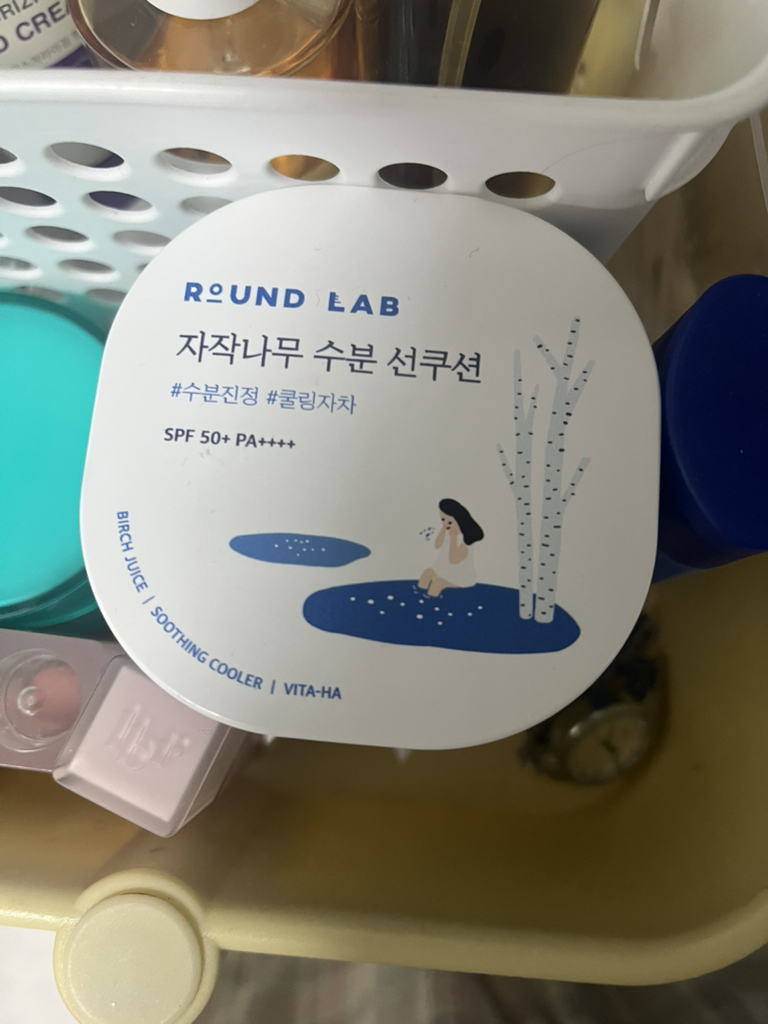 D CREA
ROUND LAB
자작나무 수분 선쿠션
#수분진정 #쿨링자차
SPF 50+ PA++++
BIRCH JUICE | SOOTHING COOLER | VITA-HA